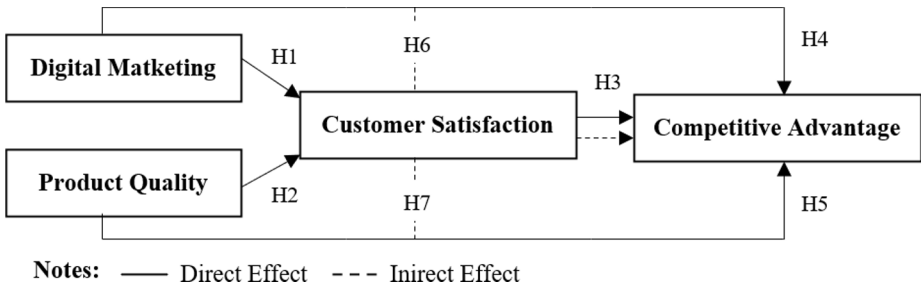 H4
H6
Digital Matketing
H1
H3
Customer Satisfaction
Competitive Advantage
Product Quality
H2
H7
H5
Notes: Direct Effect Inirect Effect